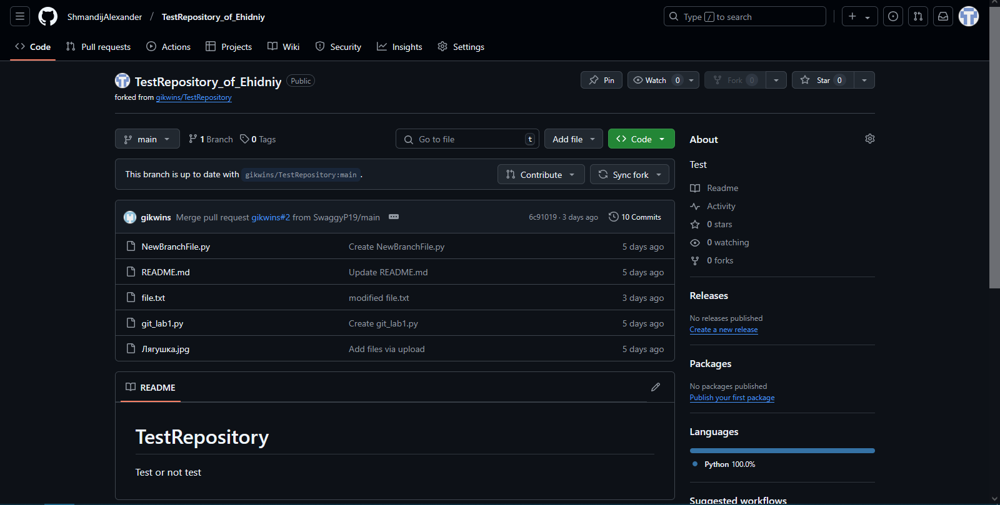 ShmandijAlexander / TestRepository_of_Ehidniy
Type / to search
Code Pull requests Actions Projects Wiki Security Insights Settings
TestRepository_of_Ehidniy Public
Pin Watch 0 Fork 0 Star 0
forked from gikwins/TestRepository
main 1 Branch 0 Tags Go to file t Add file Code
This branch is up to date with gikwins/TestRepository:main . Contribute Sync fork
gikwins Merge pull request gikwins#2 from SwaggyP19/main 6c91019 · 3 days ago 10 Commits
NewBranchFile.py Create NewBranchFile.py 5 days ago
README.md Update README.md 5 days ago
file.txt modified file.txt 3 days ago
git_lab1.py Create git_lab1.py 5 days ago
Лягушка.jpg Add files via upload 5 days ago
README
TestRepository
Test or not test
About
Test
Readme
Activity
0 stars
0 watching
0 forks
Releases
No releases published
Create a new release
Packages
No packages published
Publish your first package
Languages
Python 100.0%
Suggested workflows